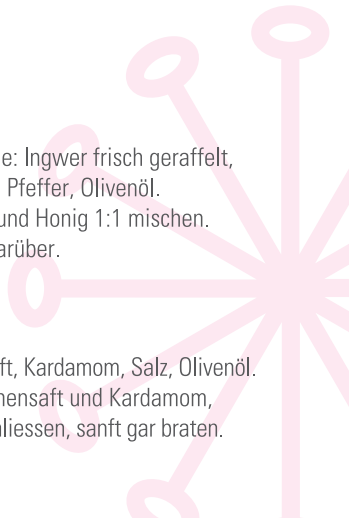 e: Ingwer frisch geraffelt,
Pfeffer, Olivenöl.
und Honig 1:1 mischen.
arüber.
ft, Kardamom, Salz, Olivenöl.
nensaft und Kardamom,
liessen, sanft gar braten.